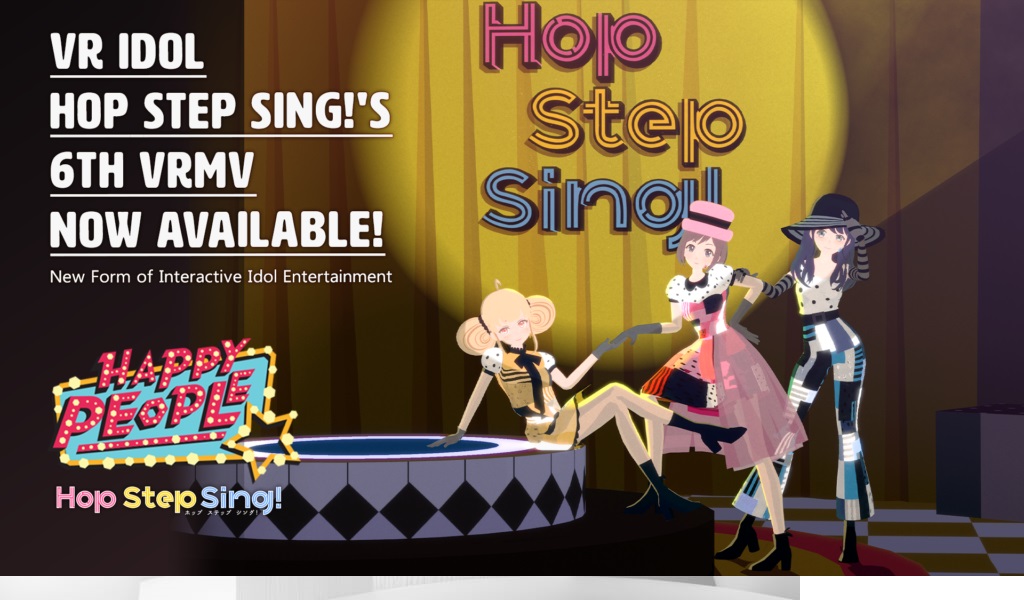 VR IDOL
HOP STEP SING!'S
6TH VRMV
NOW AVAILABLE!
New Form of Interactive Idol Entertainment
HAPPY
PEOPLE
Hop Step Sing!
ホップ ステップ シング!
Hop
Step
Sing!